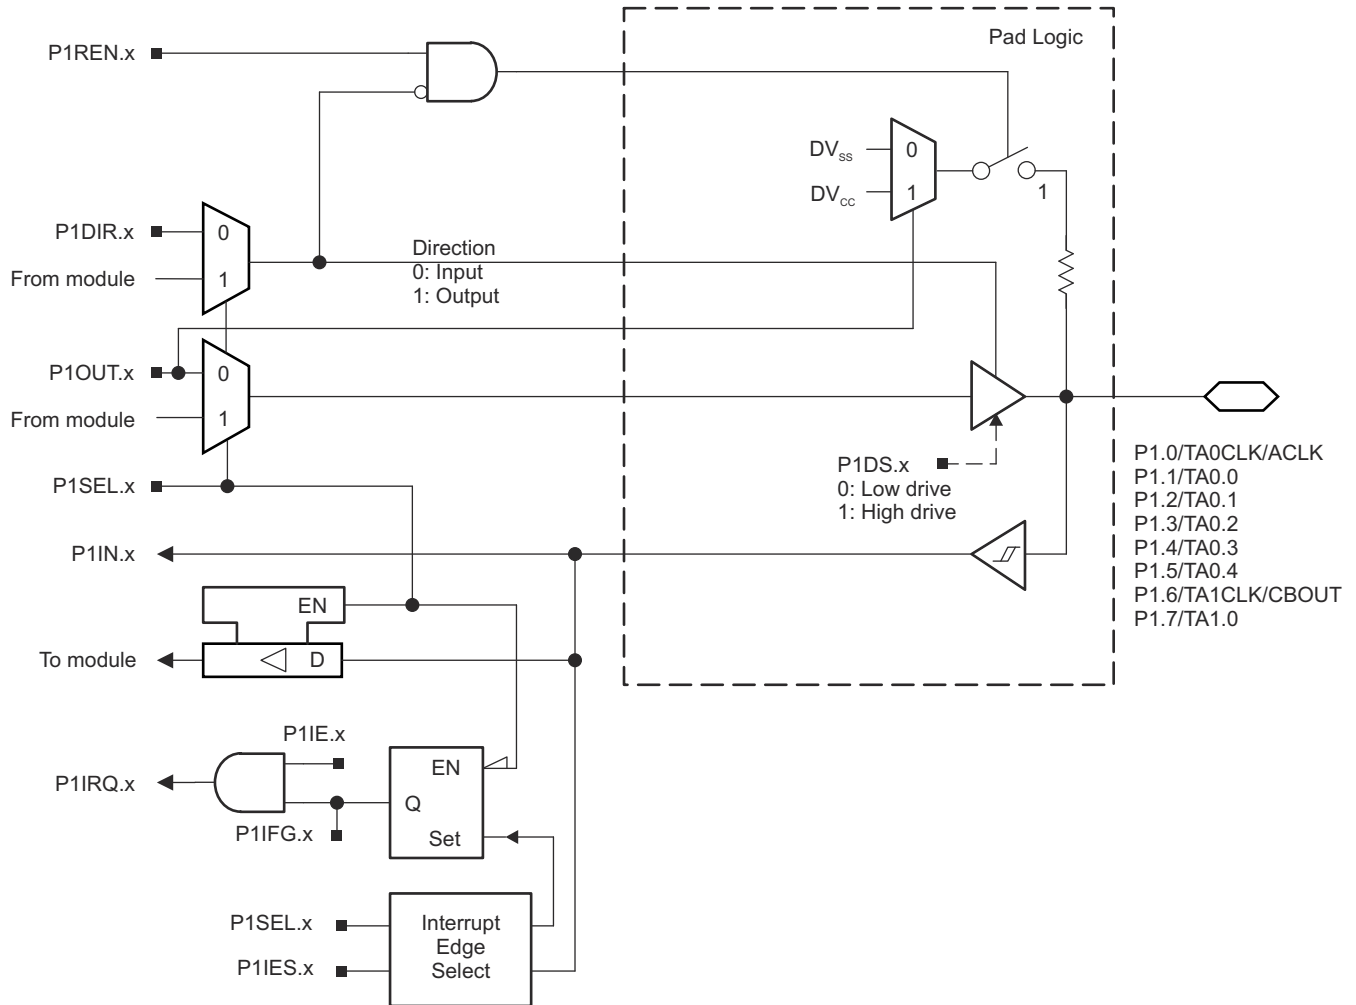 Pad Logic
P1REN.x
DVSS
0
DVCC
1
1
P1DIR.x
0
From module
1
Direction
0: Input
1: Output
P1OUT.x
0
From module
1
P1DS.x
0: Low drive
1: High drive
P1SEL.x
P1IN.x
P1.0/TA0CLK/ACLK
P1.1/TA0.0
P1.2/TA0.1
P1.3/TA0.2
P1.4/TA0.3
P1.5/TA0.4
P1.6/TA1CLK/CBOUT
P1.7/TA1.0
EN
To module
D
P1IE.x
EN
P1IRQ.x
Q
P1IFG.x
Set
P1SEL.x
P1IES.x
Interrupt
Edge
Select